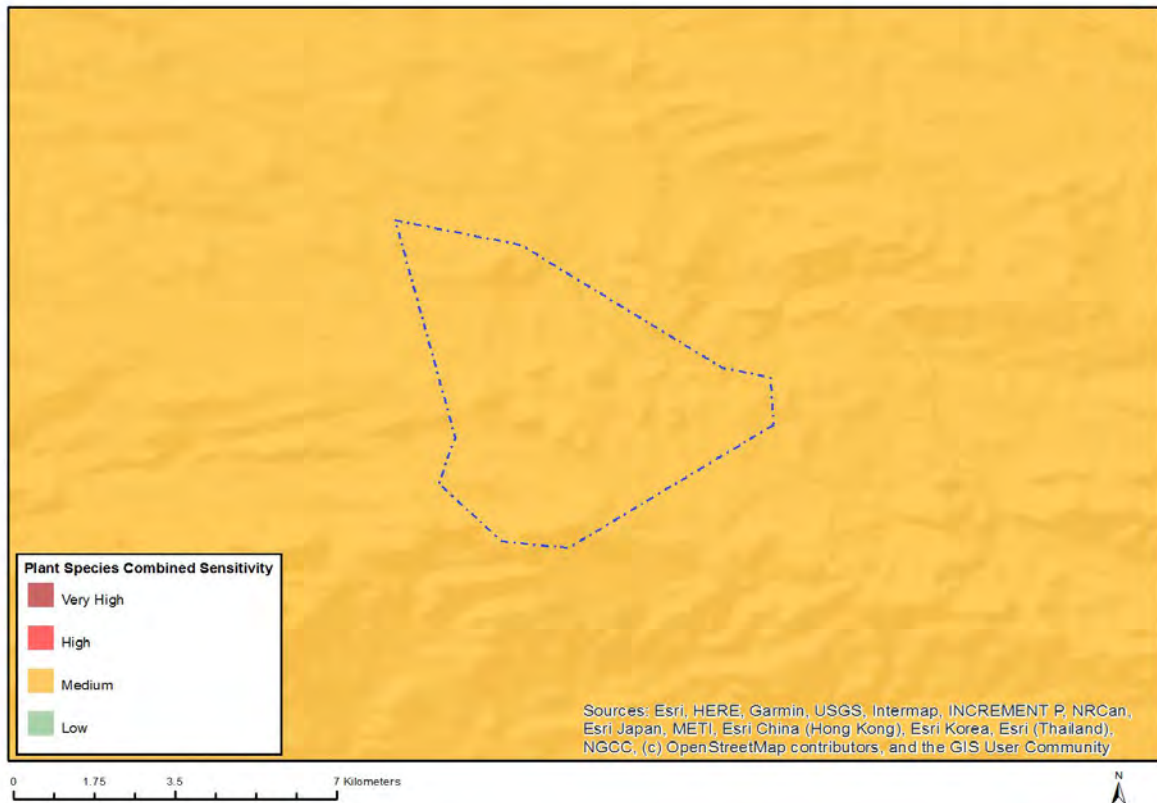 Plant Species Combined Sensitivity
Very High
High
Medium
Low
Sources: Esri, HERE, Garmin, USGS, Intermap, INCREMENT P, NRCan,
Esri Japan, METI, Esri China (Hong Kong), Esri Korea, Esri (Thailand),
NGCC, (c) OpenStreetMap contributors, and the GIS User Community
0 1.75 3.5 7 Kilometers
N